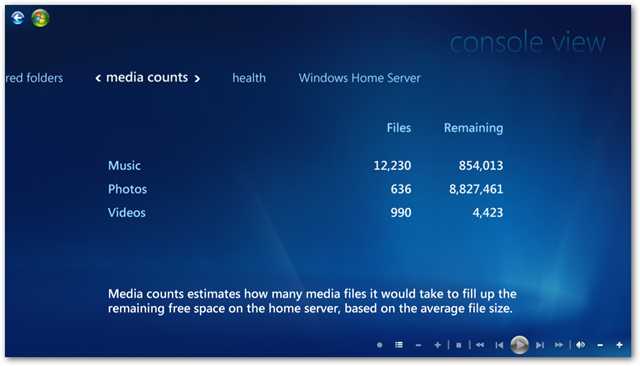 console view
red folders < media counts > health Windows Home Server
Files Remaining
Music 12,230 854,013
Photos 636 8,827,461
Videos 990 4,423
Media counts estimates how many media files it would take to fill up the
remaining free space on the home server, based on the average file size.